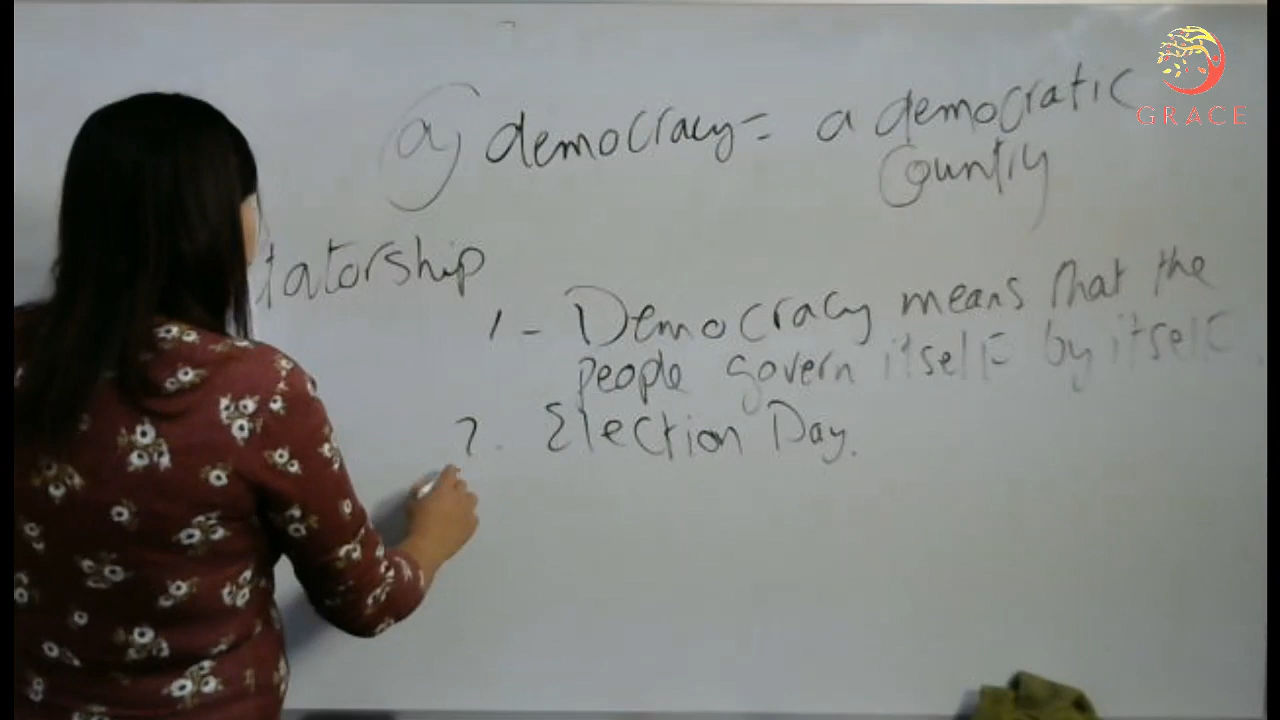 a) democracy = a democratic
country
tatorship
1 - Democracy means that the
people govern itself by itself.
2. Election Day.
GRACE